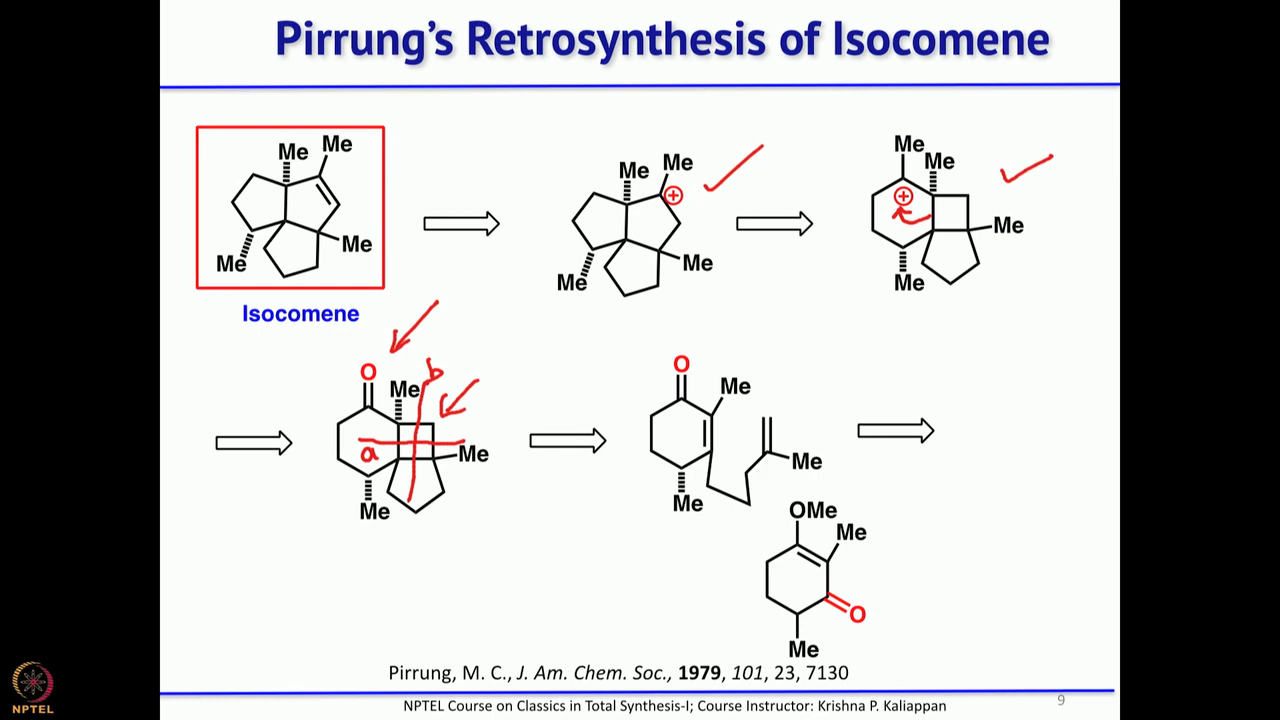 Pirrung's Retrosynthesis of Isocomene
Me Me
Me
Me
Isocomene
Me Me
⊕
Me
Me
Me
Me
⊕
Me
Me
O
Me b
a
Me
Me
O
Me
Me
Me
OMe
Me
O
Me
Pirrung, M. C., J. Am. Chem. Soc., 1979, 101, 23, 7130
NPTEL
NPTEL Course on Classics in Total Synthesis-I; Course Instructor: Krishna P. Kaliappan
9